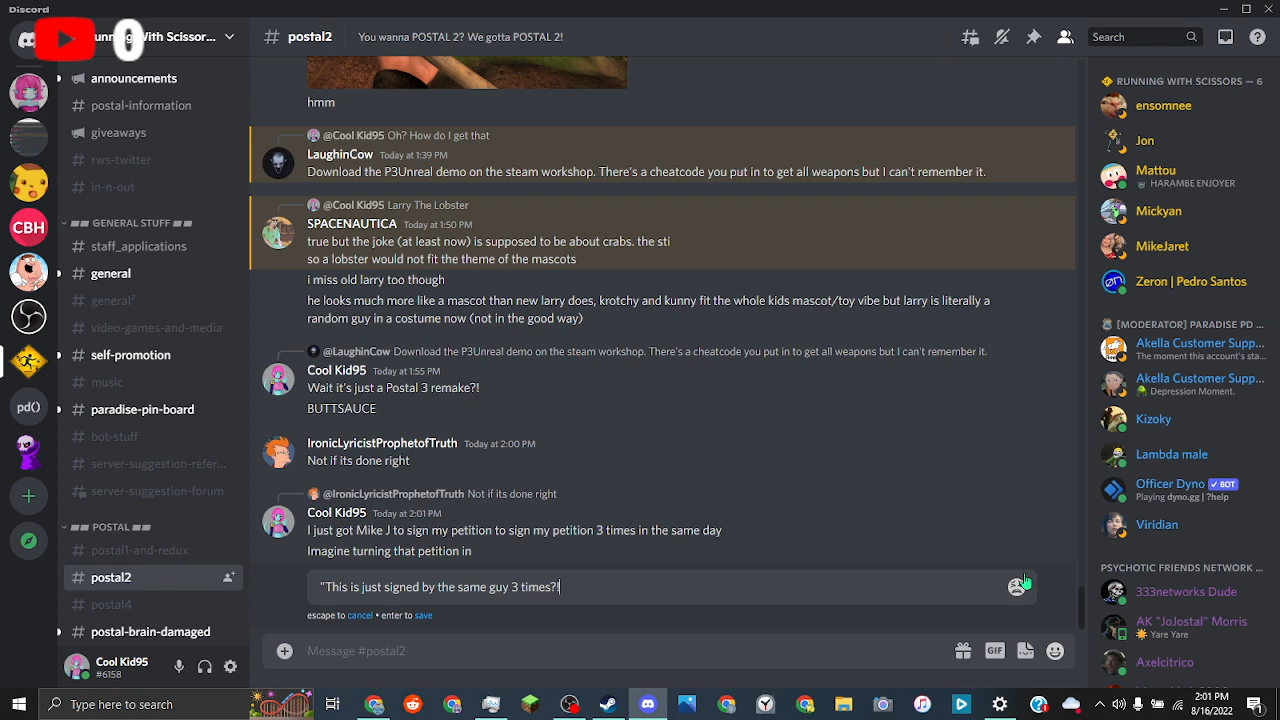 Discord
unning With Scissor...
0
# postal2
You wanna POSTAL 2? We gotta POSTAL 2!
Search
announcements
# postal-information
giveaways
# rws-twitter
# in-n-out
GENERAL STUFF
# staff_applications
# general
# general²
# video-games-and-media
# self-promotion
# music
# paradise-pin-board
# bot-stuff
# server-suggestion-refer...
server-suggestion-forum
POSTAL
# postal1-and-redux
# postal2
# postal4
# postal-brain-damaged
CBH
pd()
Cool Kid95
#6158
hmm
@Cool Kid95 Oh? How do I get that
LaughinCow Today at 1:39 PM
Download the P3Unreal demo on the steam workshop. There's a cheatcode you put in to get all weapons but I can't remember it.
@Cool Kid95 Larry The Lobster
SPACENAUTICA Today at 1:50 PM
true but the joke (at least now) is supposed to be about crabs. the sti
so a lobster would not fit the theme of the mascots
i miss old larry too though
he looks much more like a mascot than new larry does, krotchy and kunny fit the whole kids mascot/toy vibe but larry is literally a
random guy in a costume now (not in the good way)
@LaughinCow Download the P3Unreal demo on the steam workshop. There's a cheatcode you put in to get all weapons but I can't remember it.
Cool Kid95 Today at 1:55 PM
Wait it's just a Postal 3 remake?!
BUTTSAUCE
IronicLyricistProphetofTruth Today at 2:00 PM
Not if its done right
@IronicLyricistProphetofTruth Not if its done right
Cool Kid95 Today at 2:01 PM
I just got Mike J to sign my petition to sign my petition 3 times in the same day
Imagine turning that petition in
"This is just signed by the same guy 3 times?!
escape to cancel • enter to save
Message #postal2
GIF
RUNNING WITH SCISSORS — 6
ensomnee
Jon
Mattou
HARAMBE ENJOYER
Mickyan
MikeJaret
Zeron | Pedro Santos
[MODERATOR] PARADISE PD —
Akella Customer Supp...
The moment this account's sta...
Akella Customer Supp...
Depression Moment.
Kizoky
Lambda male
Officer Dyno ✓ BOT
Playing dyno.gg | ?help
Viridian
PSYCHOTIC FRIENDS NETWORK —
333networks Dude
AK "JoJostal" Morris
Yare Yare
Axelcitrico
Type here to search
2:01 PM
8/16/2022